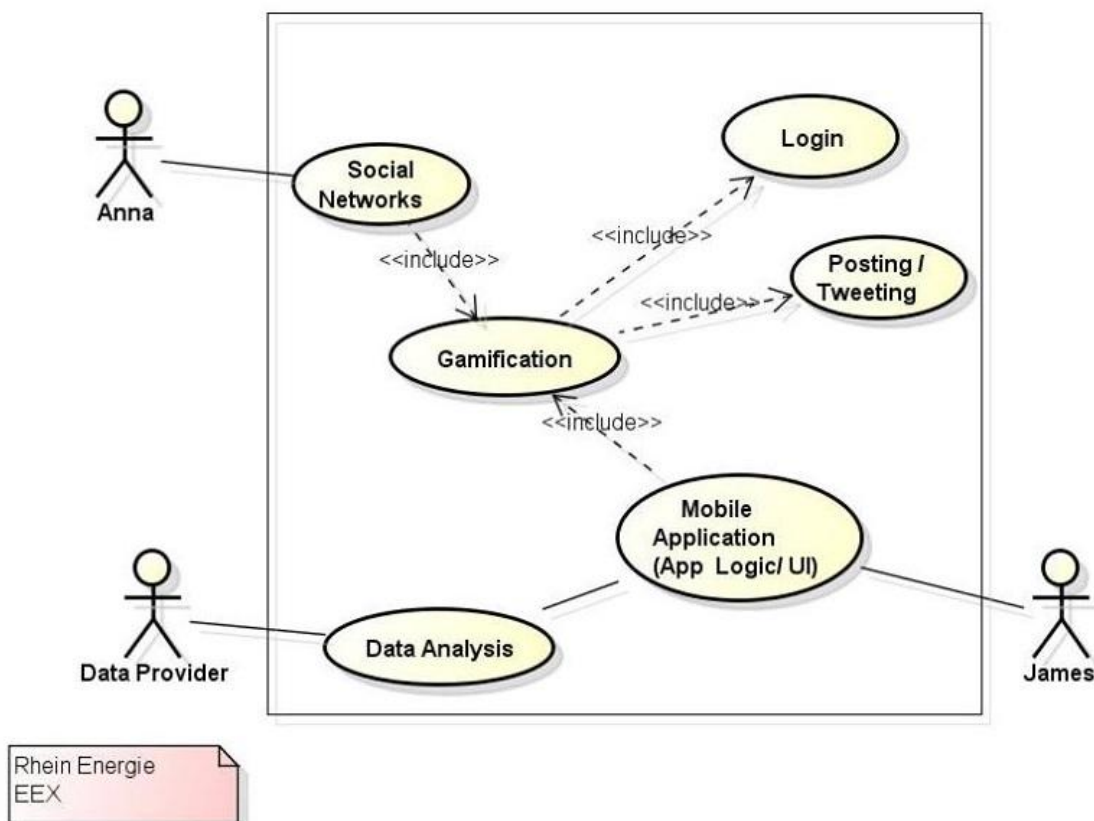 Login
Social
Networks
Anna
<<include>>
<<include>>
Posting /
Tweeting
<<include>>
Gamification
<<include>>
Mobile
Application
(App Logic/ UI)
Data Analysis
Data Provider
James
Rhein Energie
EEX